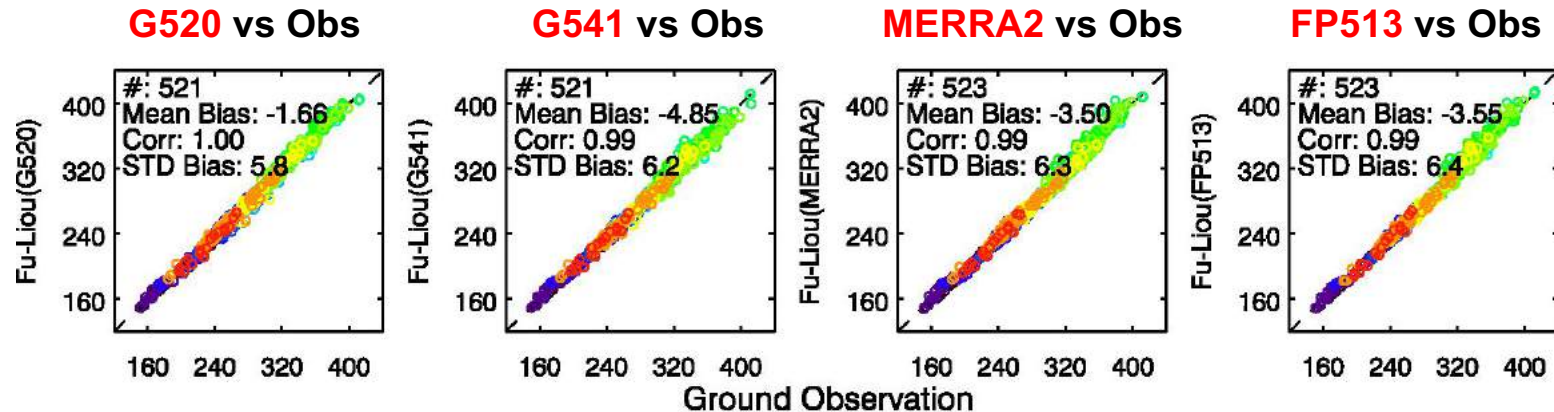 G520 vs Obs
G541 vs Obs
MERRA2 vs Obs
FP513 vs Obs
Fu-Liou(G520)
400
320
240
160
#: 521
Mean Bias: -1.66
Corr: 1.00
STD Bias: 5.8
160 240 320 400
Fu-Liou(G541)
400
320
240
160
#: 521
Mean Bias: -4.85
Corr: 0.99
STD Bias: 6.2
160 240 320 400
Fu-Liou(MERRA2)
400
320
240
160
#: 523
Mean Bias: -3.50
Corr: 0.99
STD Bias: 6.3
160 240 320 400
Fu-Liou(FP513)
400
320
240
160
#: 523
Mean Bias: -3.55
Corr: 0.99
STD Bias: 6.4
160 240 320 400
Ground Observation